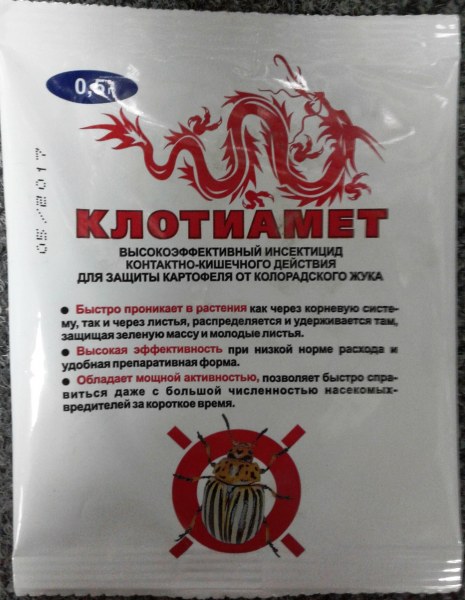 0,5г
05/2017
КЛОТИАМЕТ
ВЫСОКОЭФФЕКТИВНЫЙ ИНСЕКТИЦИД
КОНТАКТНО-КИШЕЧНОГО ДЕЙСТВИЯ
ДЛЯ ЗАЩИТЫ КАРТОФЕЛЯ ОТ КОЛОРАДСКОГО ЖУКА
● Быстро проникает в растения как через корневую систе-
му, так и через листья, распределяется и удерживается там,
защищая зеленую массу и молодые листья.
● Высокая эффективность при низкой норме расхода и
удобная препаративная форма.
● Обладает мощной активностью, позволяет быстро спра-
виться даже с большой численностью насекомых-
вредителей за короткое время.